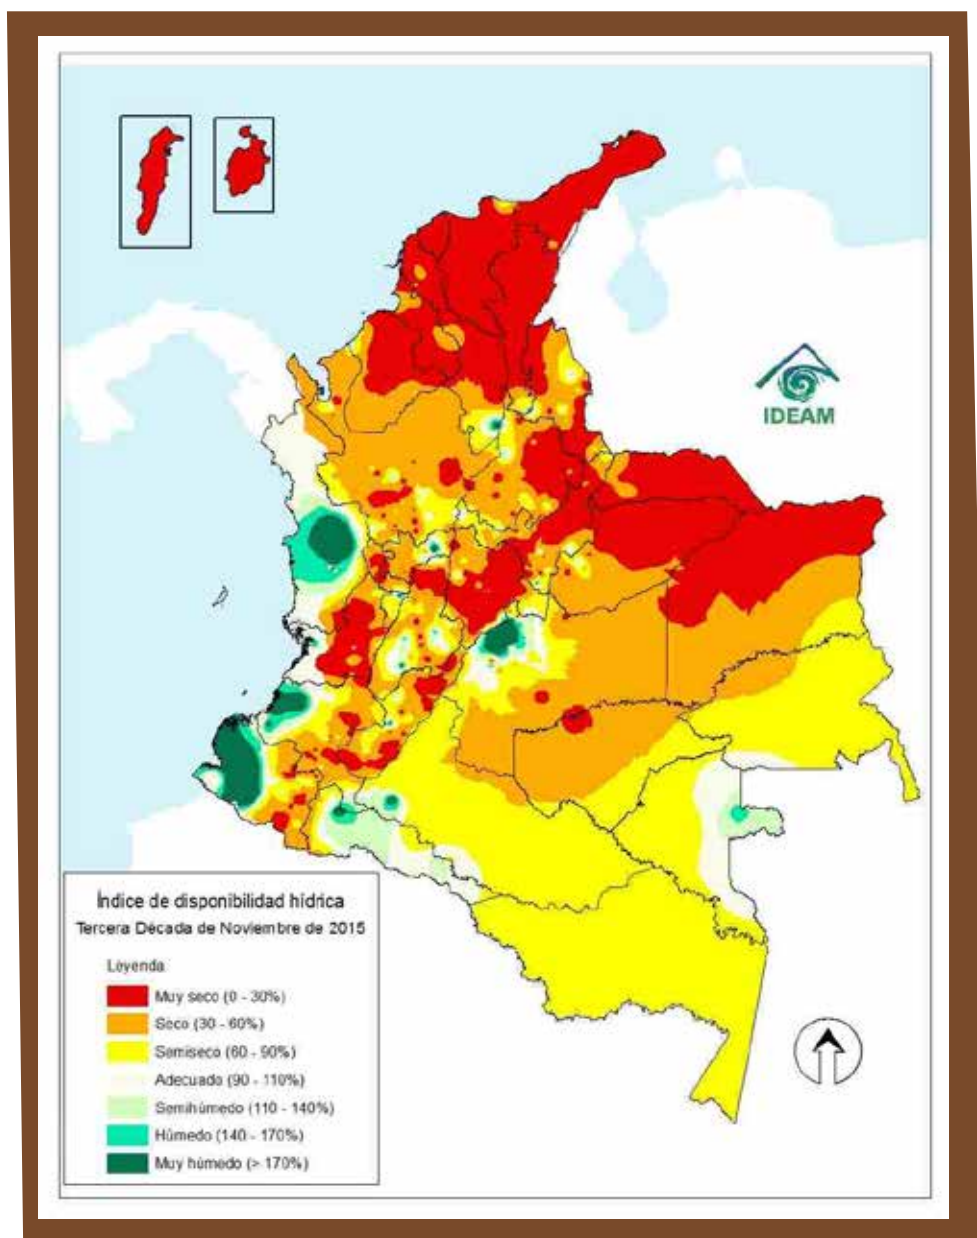 IDEAM
Índice de disponibilidad hídrica
Tercera Década de Noviembre de 2015
Leyenda
Muy seco (0 - 30%)
Seco (30 - 60%)
Semiseco (60 - 90%)
Adecuado (90 - 110%)
Semihúmedo (110 - 140%)
Húmedo (140 - 170%)
Muy húmedo (> 170%)